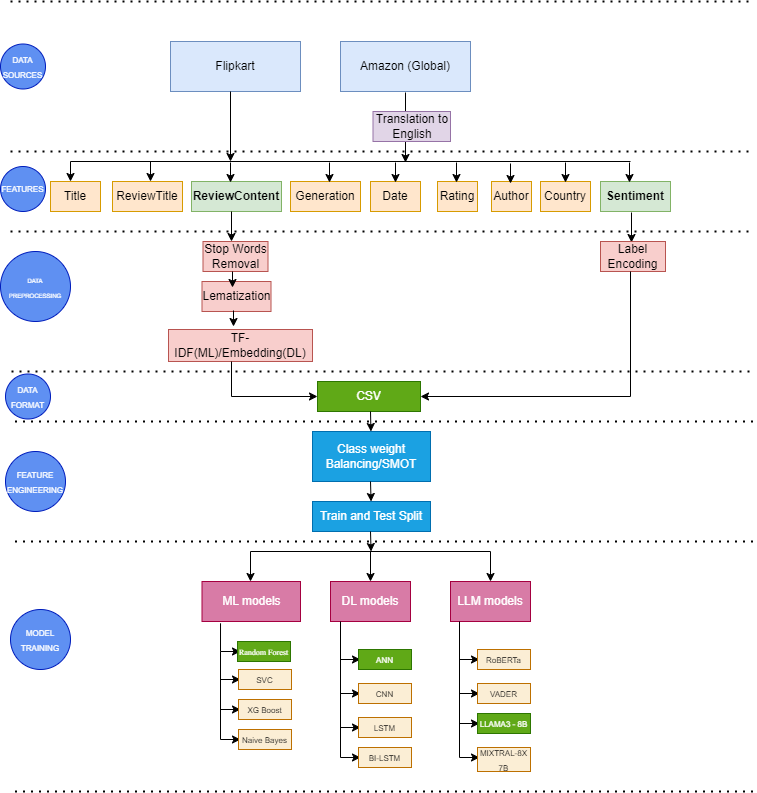 DATA
SOURCES
Flipkart
Amazon (Global)
Translation to
English
FEATURES
Title
ReviewTitle
ReviewContent
Generation
Date
Rating
Author
Country
Sentiment
DATA
PREPROCESSING
Stop Words
Removal
Label
Encoding
Lematization
TF-
IDF(ML)/Embedding(DL)
DATA
FORMAT
CSV
FEATURE
ENGINEERING
Class weight
Balancing/SMOT
Train and Test Split
MODEL
TRAINING
ML models
Random Forest
SVC
XG Boost
Naive Bayes
DL models
ANN
CNN
LSTM
BI-LSTM
LLM models
RoBERTa
VADER
LLAMA3 - 8B
MIXTRAL-8X
7B